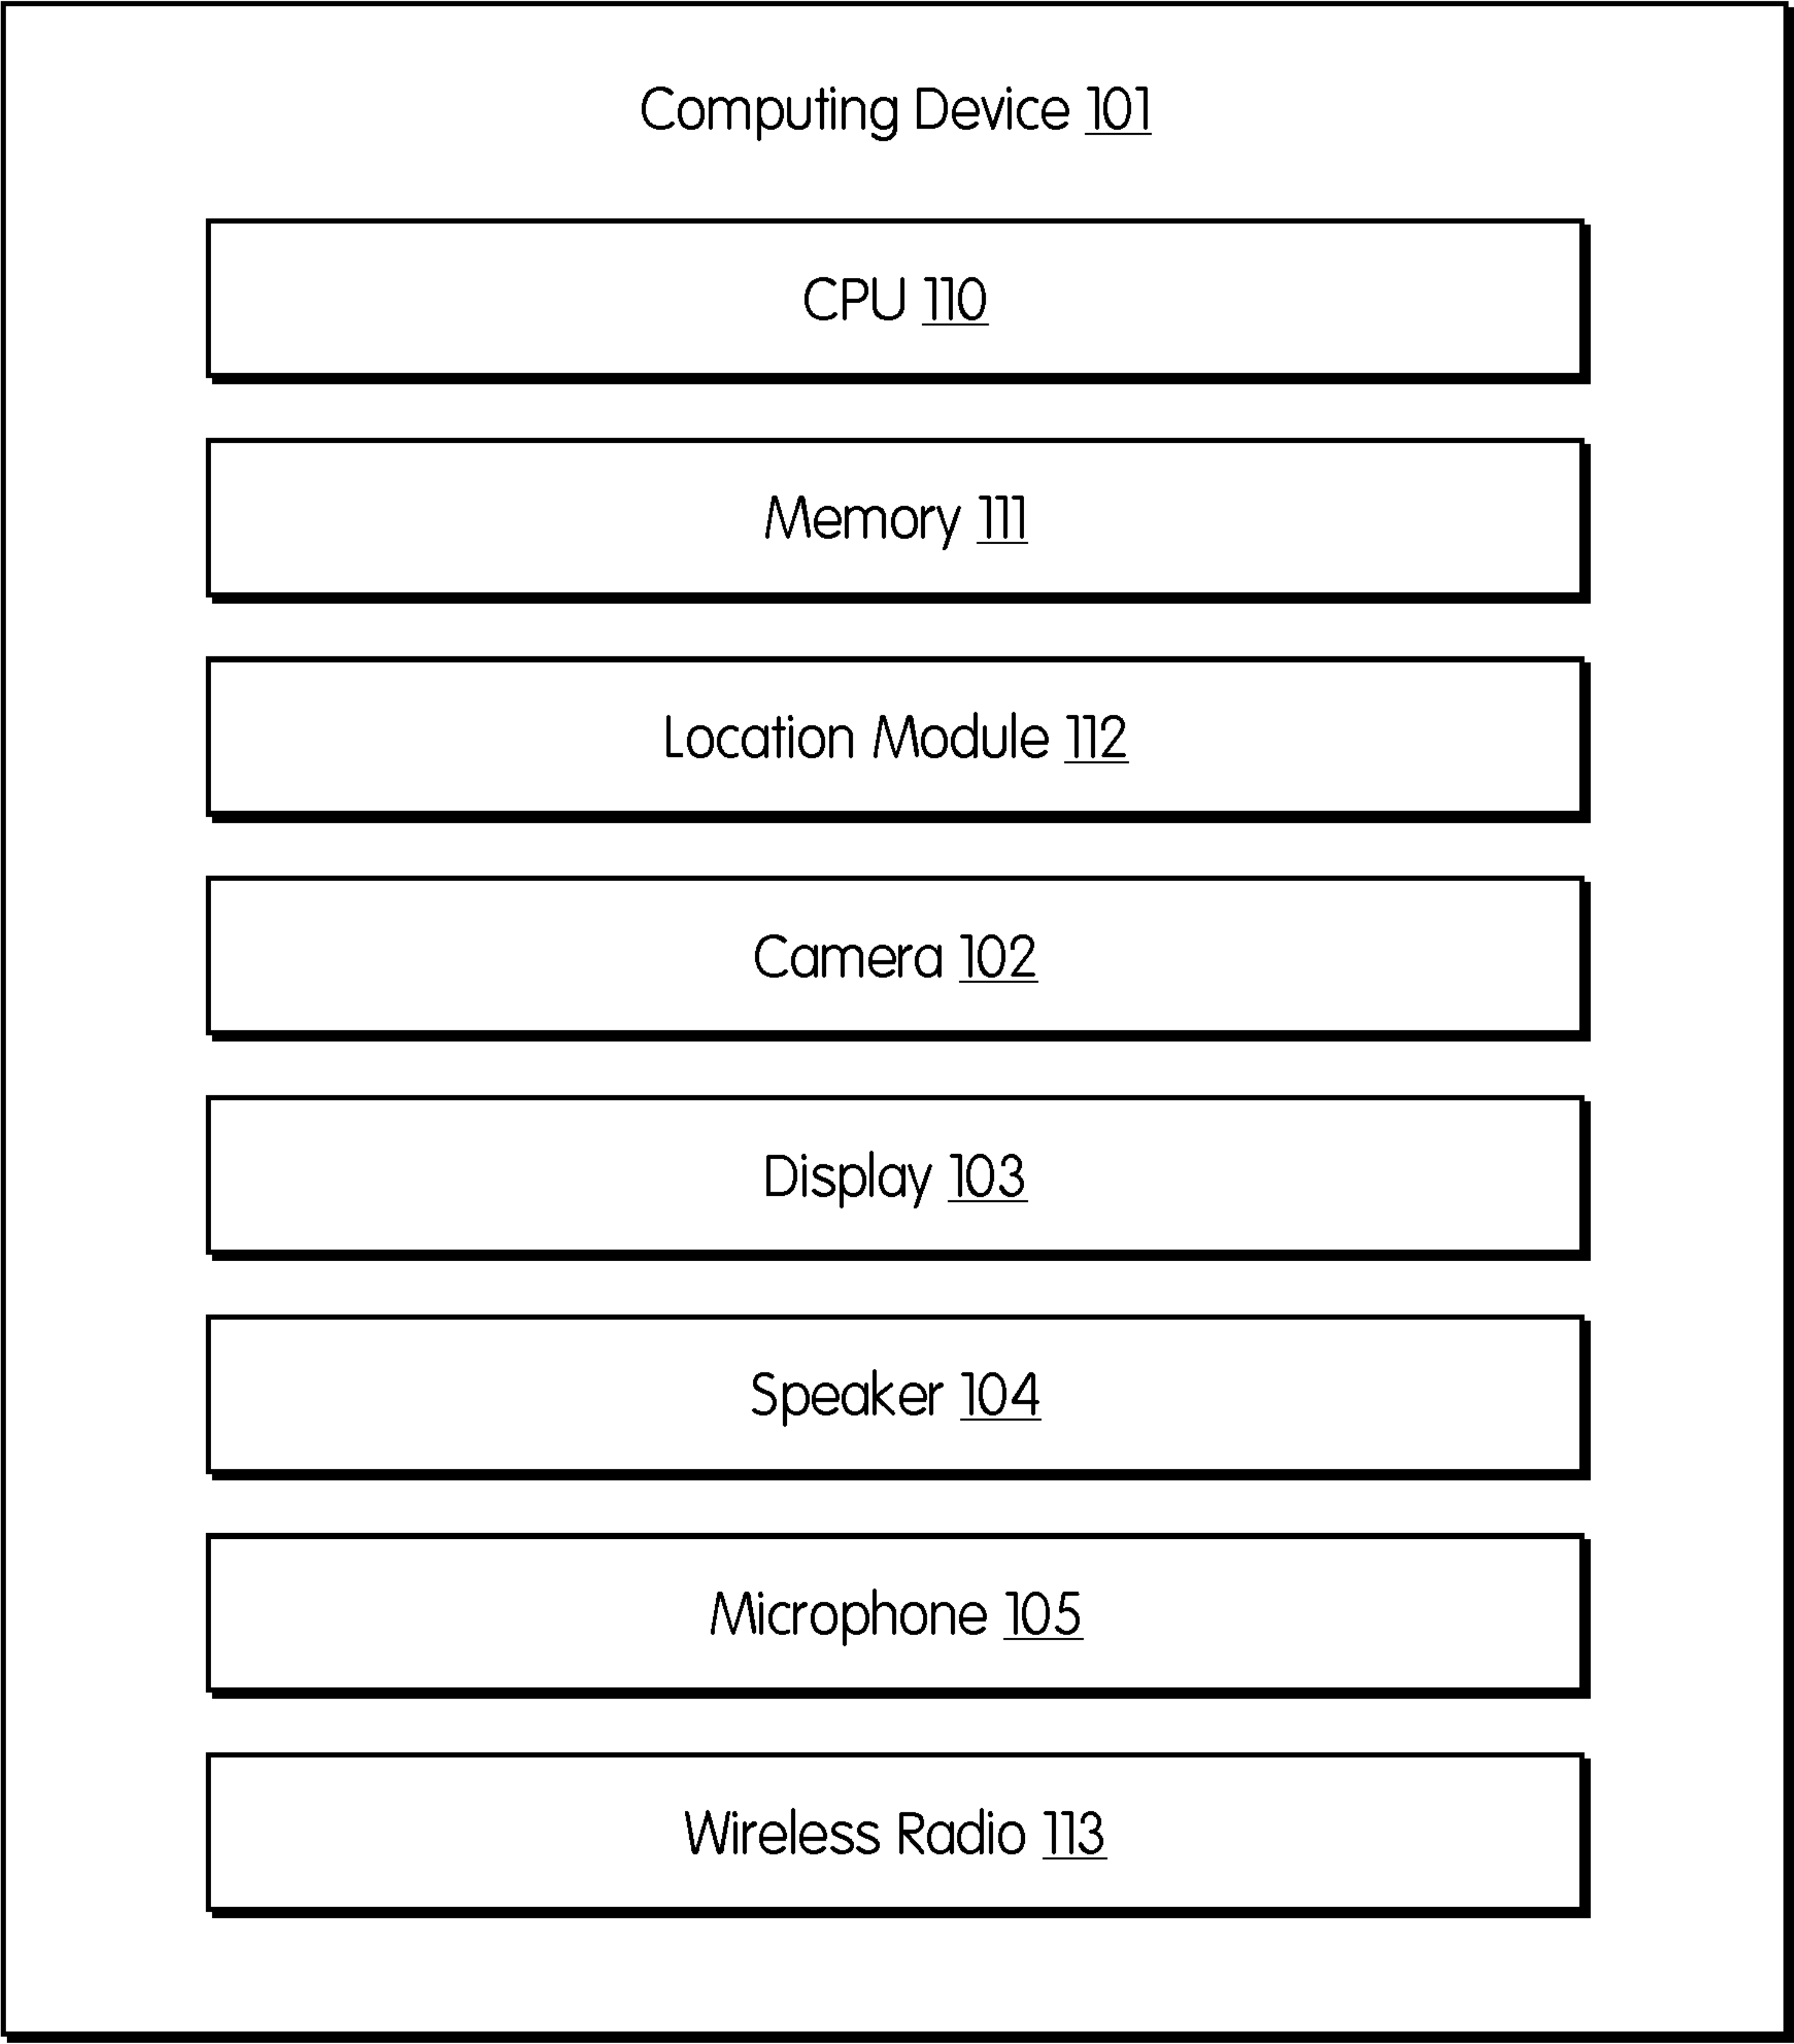 Computing Device 101
CPU 110
Memory 111
Location Module 112
Camera 102
Display 103
Speaker 104
Microphone 105
Wireless Radio 113